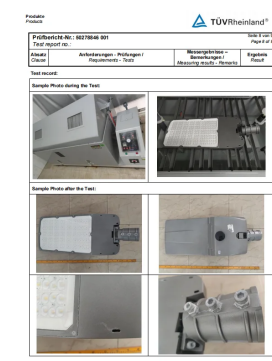 Produkte
Products
TÜVRheinland®
Prüfbericht-Nr.: 50278846 001
Test report no.:
Seite 8 von
Page 8 of
Absatz
Clause
Anforderungen - Prüfungen /
Requirements - Tests
Messergebnisse –
Bemerkungen /
Measuring results - Remarks
Ergebnis
Result
Test record:
Sample Photo during the Test:
Sample Photo after the Test: